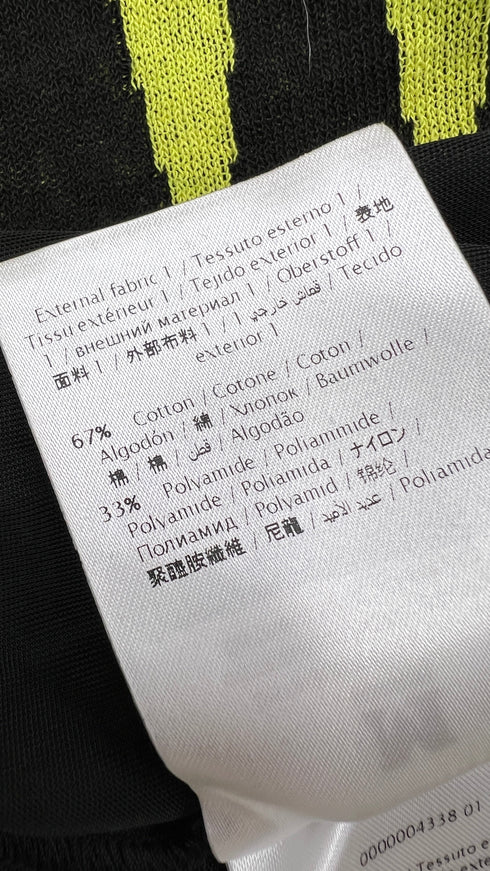 External fabric 1 / Tessuto esterno 1 /
Tissu extérieur 1 / Tejido exterior 1 / 表地
1 / внешний материал 1 / Oberstoff 1 /
面料 1 / 外部布料 1 / 1 قماش خارجي / Tecido
exterior 1
67% Cotton / Cotone / Coton /
Algodón / 綿 / Хлопок / Baumwolle /
棉 / 棉 / قطن / Algodão
33% Polyamide / Poliammide /
Polyamide / Poliamida / ナイロン /
Полиамид / Polyamid / 锦纶 /
聚醯胺纖維 / 尼龍 / عديد الاميد / Poliamida
0000004338 01
Tessuto e